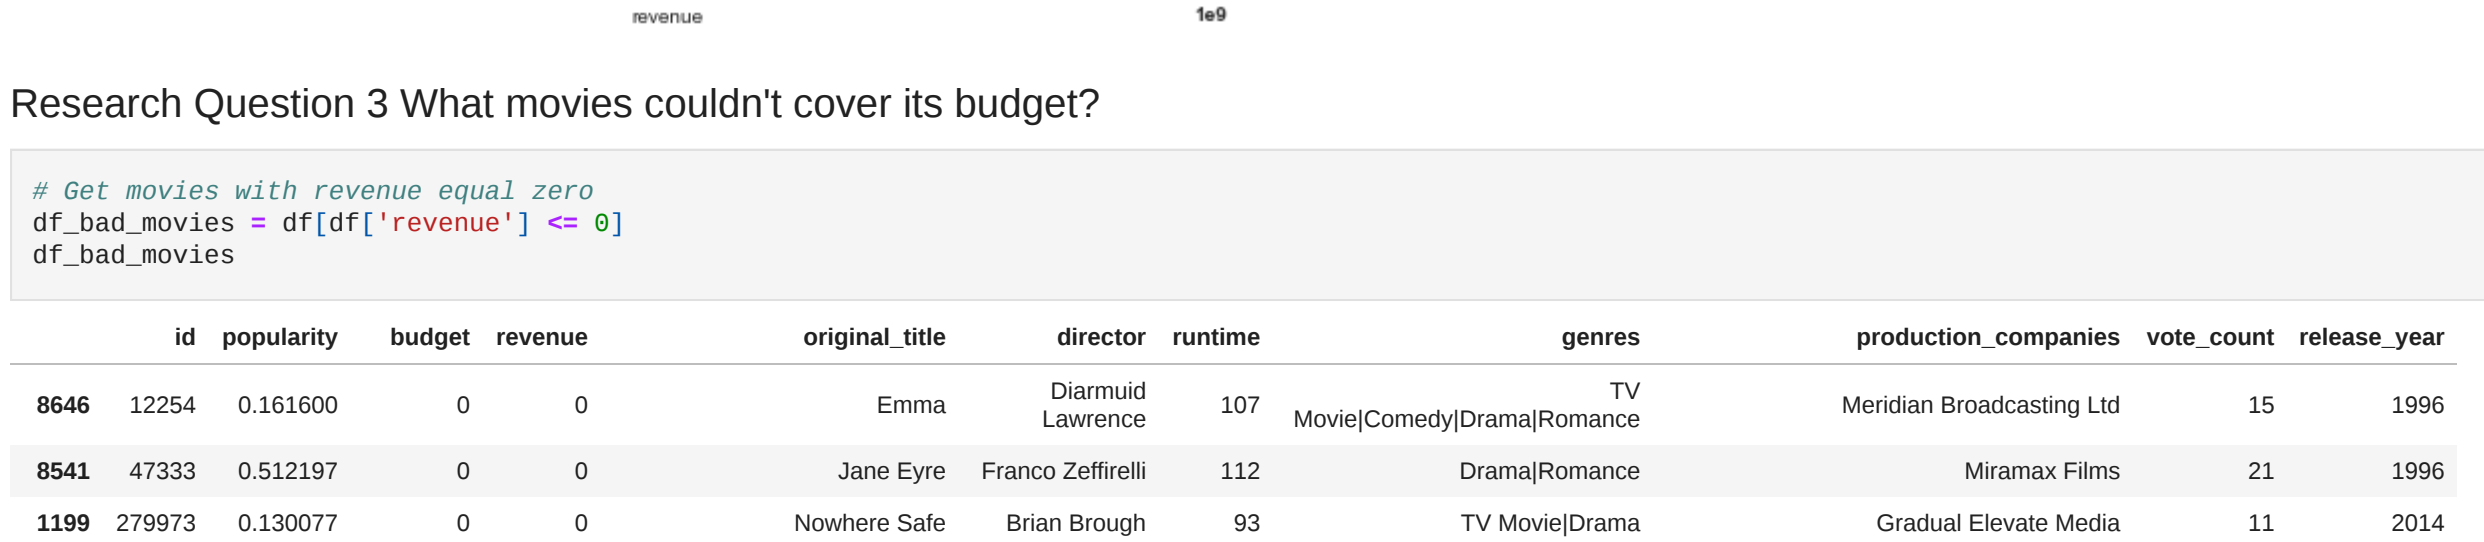 revenue 1e9
Research Question 3 What movies couldn't cover its budget?
# Get movies with revenue equal zero
df_bad_movies = df[df['revenue'] <= 0]
df_bad_movies
id popularity budget revenue original_title director runtime genres production_companies vote_count release_year
8646 12254 0.161600 0 0 Emma Diarmuid Lawrence 107 TV Movie|Comedy|Drama|Romance Meridian Broadcasting Ltd 15 1996
8541 47333 0.512197 0 0 Jane Eyre Franco Zeffirelli 112 Drama|Romance Miramax Films 21 1996
1199 279973 0.130077 0 0 Nowhere Safe Brian Brough 93 TV Movie|Drama Gradual Elevate Media 11 2014